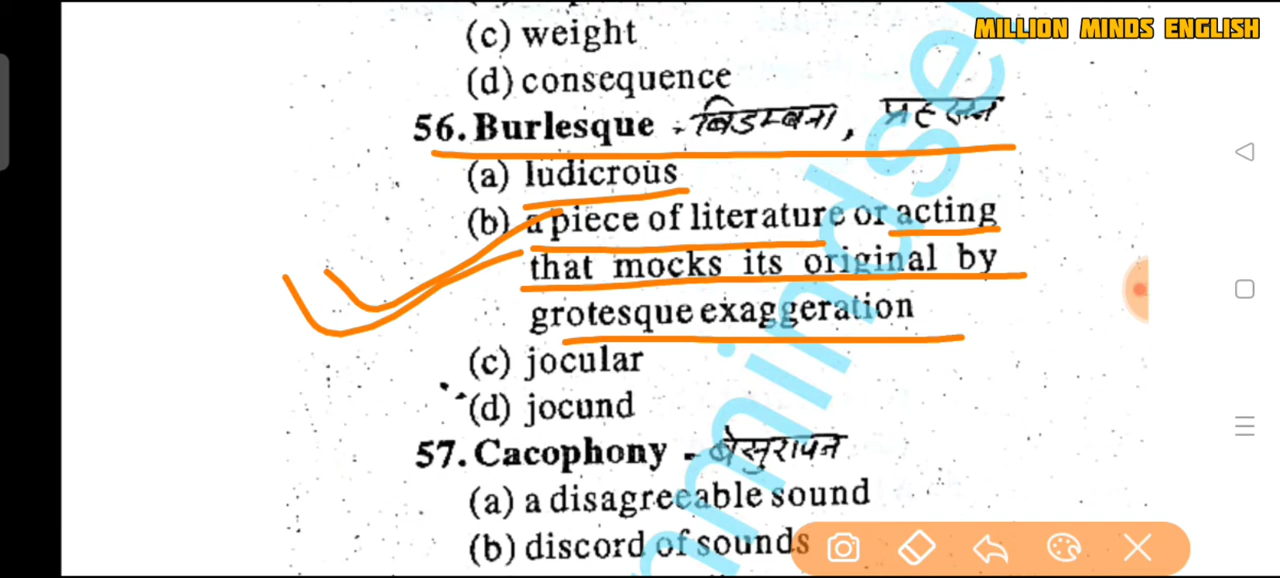 MILLION MINDS ENGLISH
(c) weight
(d) consequence
56. Burlesque - बिडम्बना, प्रहसन
(a) ludicrous
(b) a piece of literature or acting
that mocks its original by
grotesque exaggeration
(c) jocular
(d) jocund
57. Cacophony - बेसुरापन
(a) a disagreeable sound
(b) discord of sounds